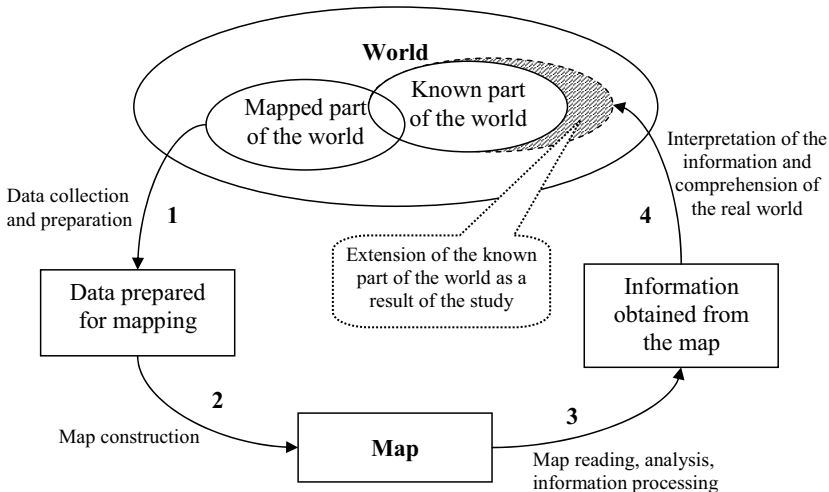 World
Mapped part
of the world
Known part
of the world
Data collection
and preparation
1
Interpretation of the
information and
comprehension of
the real world
4
Extension of the known
part of the world as a
result of the study
Data prepared
for mapping
Information
obtained from
the map
2
Map construction
Map
3
Map reading, analysis,
information processing